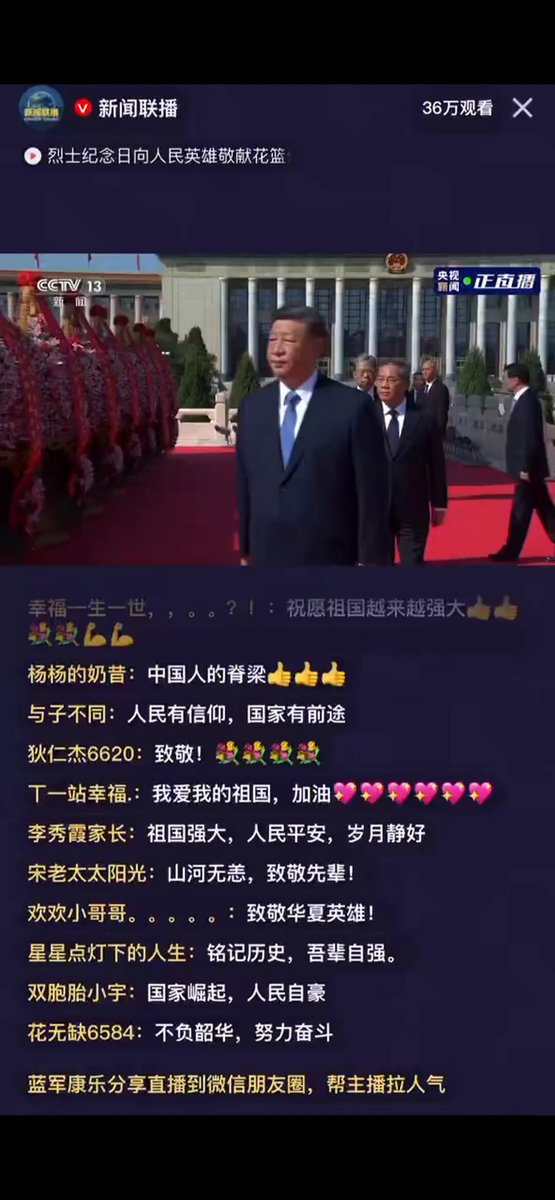 新闻联播
36万观看
烈士纪念日向人民英雄敬献花篮
CCTV 13
新闻
央视新闻 正直播
幸福一生一世，，。。？！：祝愿祖国越来越强大👍👍
💐💐💪💪
杨杨的奶昔：中国人的脊梁👍👍👍
与子不同：人民有信仰，国家有前途
狄仁杰6620：致敬！💐💐💐💐
丅一站幸福.：我爱我的祖国，加油💖💖💖💖💖💖
李秀霞家长：祖国强大，人民平安，岁月静好
宋老太太阳光：山河无恙，致敬先辈！
欢欢小哥哥。。。。。：致敬华夏英雄！
星星点灯下的人生：铭记历史，吾辈自强。
双胞胎小宇：国家崛起，人民自豪
花无缺6584：不负韶华，努力奋斗
蓝军康乐分享直播到微信朋友圈，帮主播拉人气